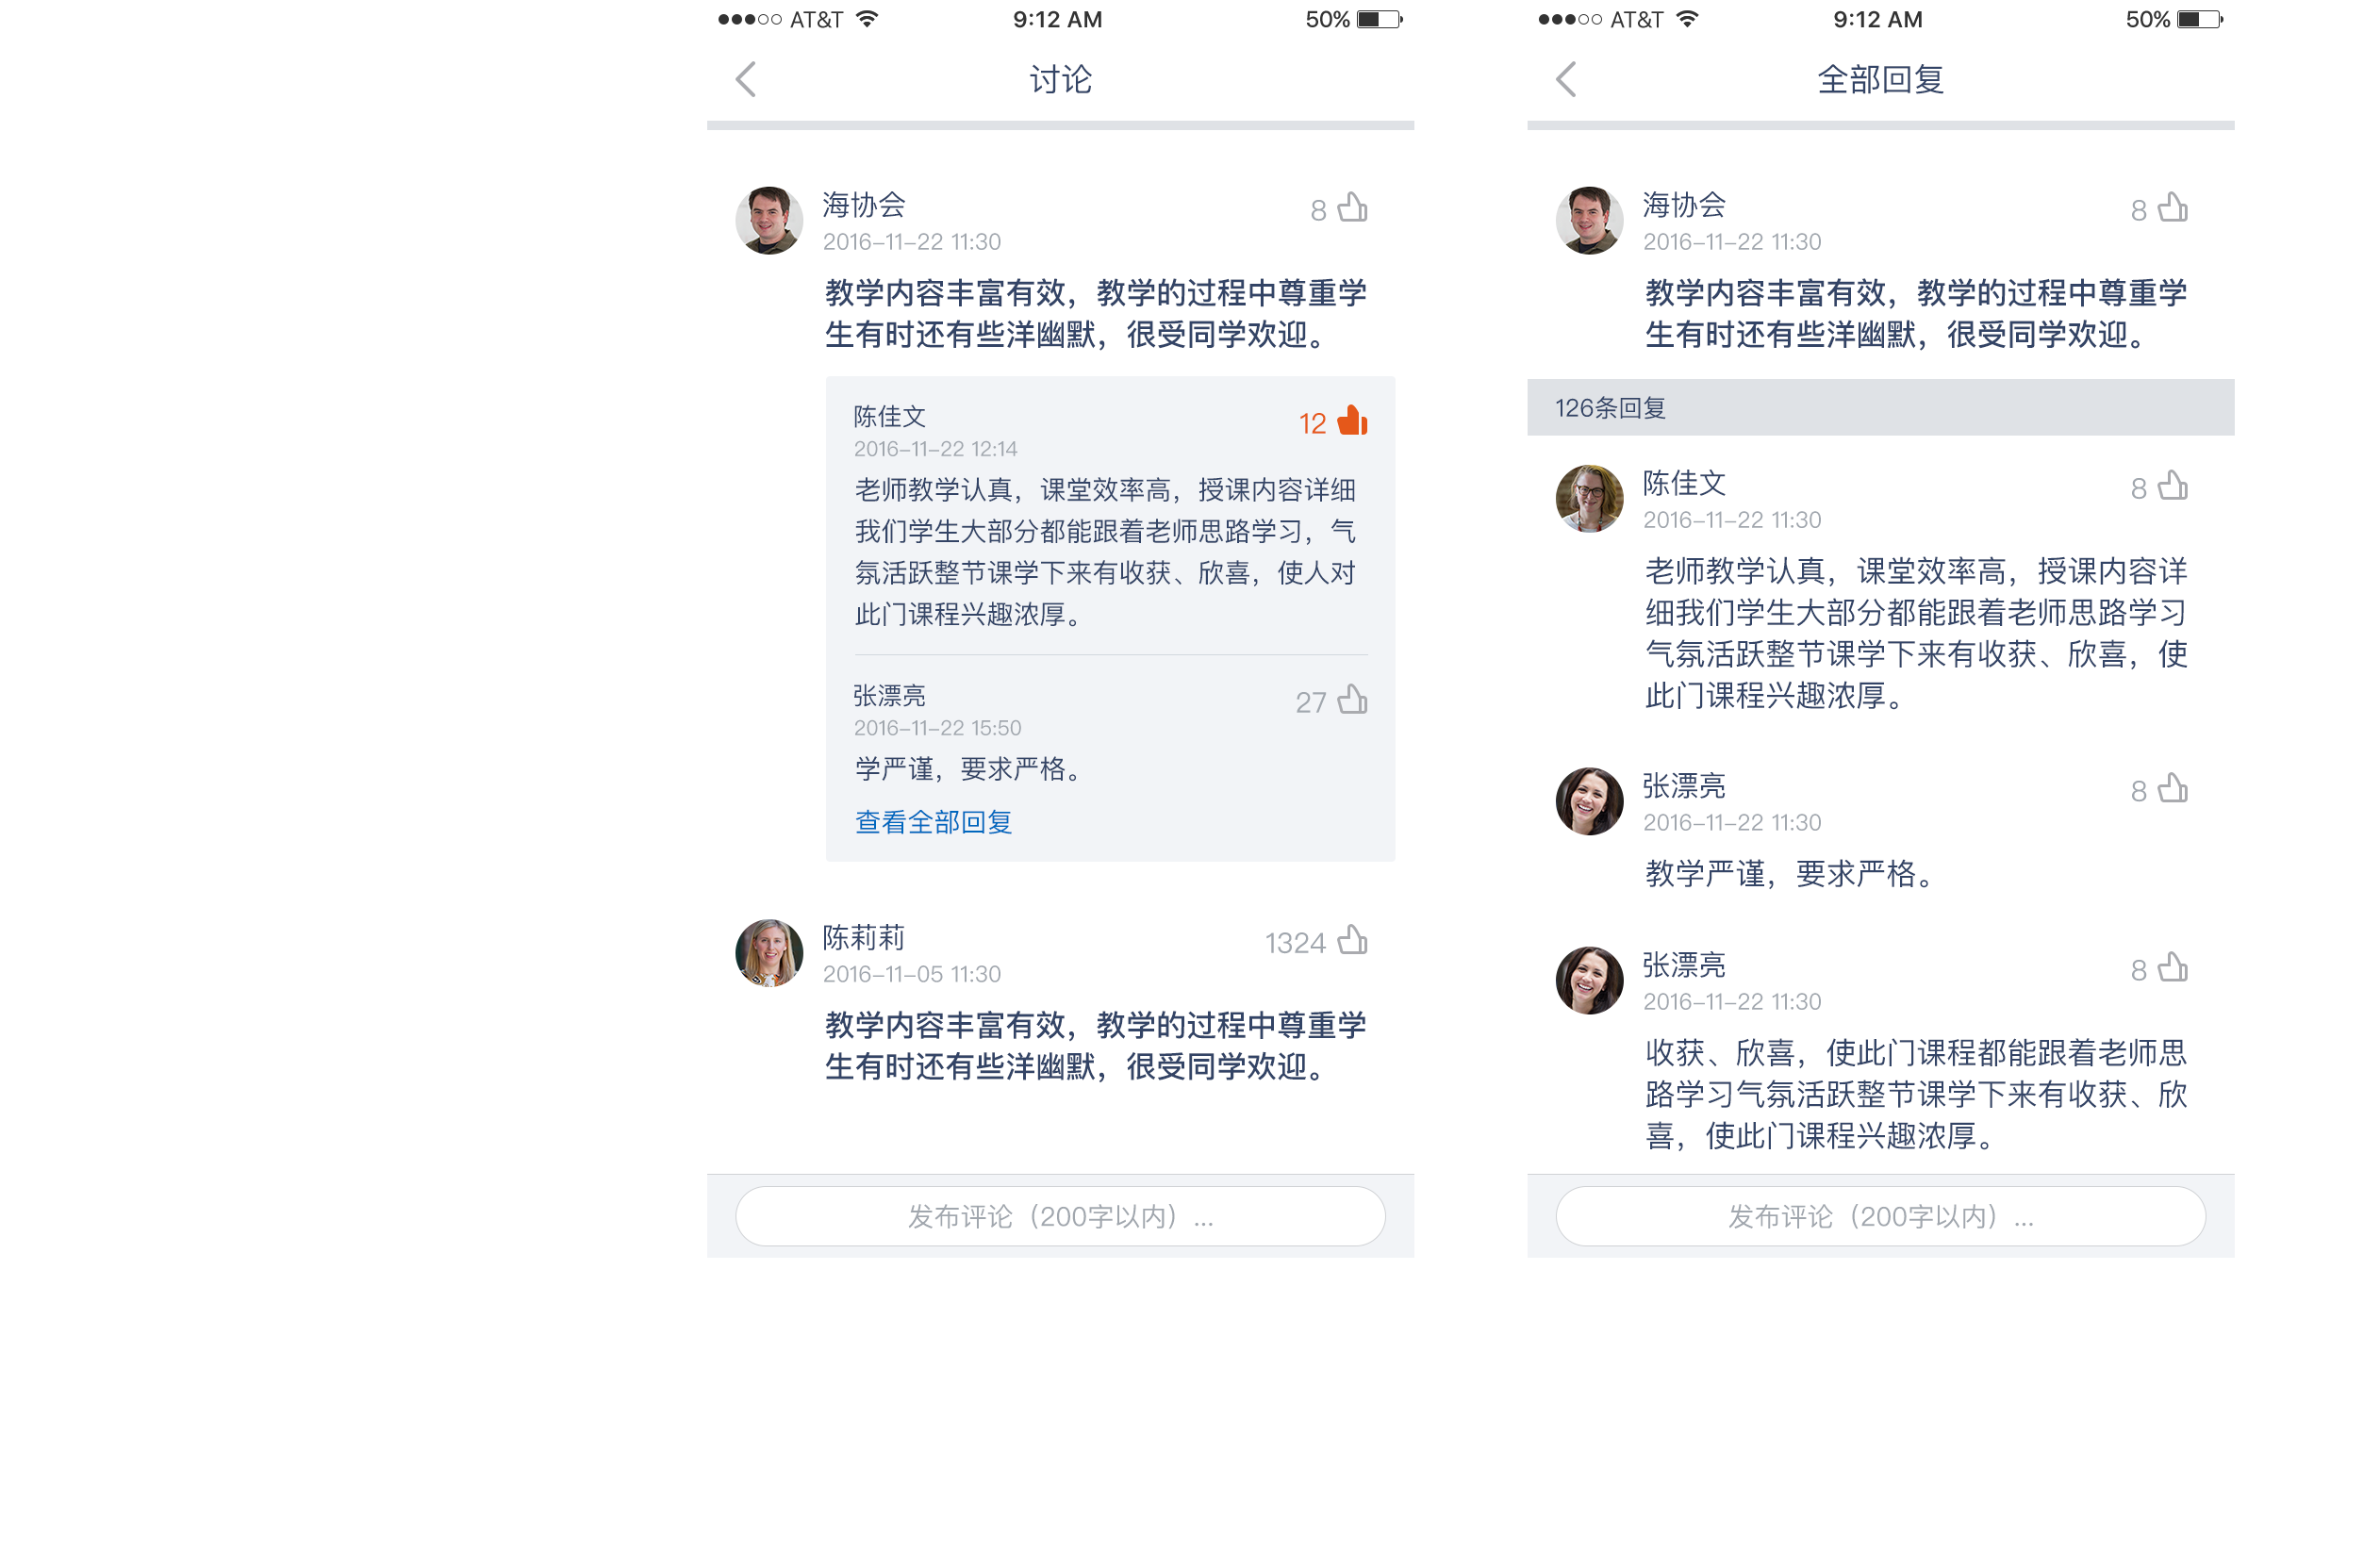 AT&T 9:12 AM 50%
讨论
海协会
8
2016-11-22 11:30
教学内容丰富有效，教学的过程中尊重学
生有时还有些洋幽默，很受同学欢迎。
陈佳文
12
2016-11-22 12:14
老师教学认真，课堂效率高，授课内容详细
我们学生大部分都能跟着老师思路学习，气
氛活跃整节课学下来有收获、欣喜，使人对
此门课程兴趣浓厚。
张漂亮
27
2016-11-22 15:50
学严谨，要求严格。
查看全部回复
陈莉莉
1324
2016-11-05 11:30
教学内容丰富有效，教学的过程中尊重学
生有时还有些洋幽默，很受同学欢迎。
发布评论（200字以内）...
AT&T 9:12 AM 50%
全部回复
海协会
8
2016-11-22 11:30
教学内容丰富有效，教学的过程中尊重学
生有时还有些洋幽默，很受同学欢迎。
126条回复
陈佳文
8
2016-11-22 11:30
老师教学认真，课堂效率高，授课内容详
细我们学生大部分都能跟着老师思路学习
气氛活跃整节课学下来有收获、欣喜，使
此门课程兴趣浓厚。
张漂亮
8
2016-11-22 11:30
教学严谨，要求严格。
张漂亮
8
2016-11-22 11:30
收获、欣喜，使此门课程都能跟着老师思
路学习气氛活跃整节课学下来有收获、欣
喜，使此门课程兴趣浓厚。
发布评论（200字以内）...